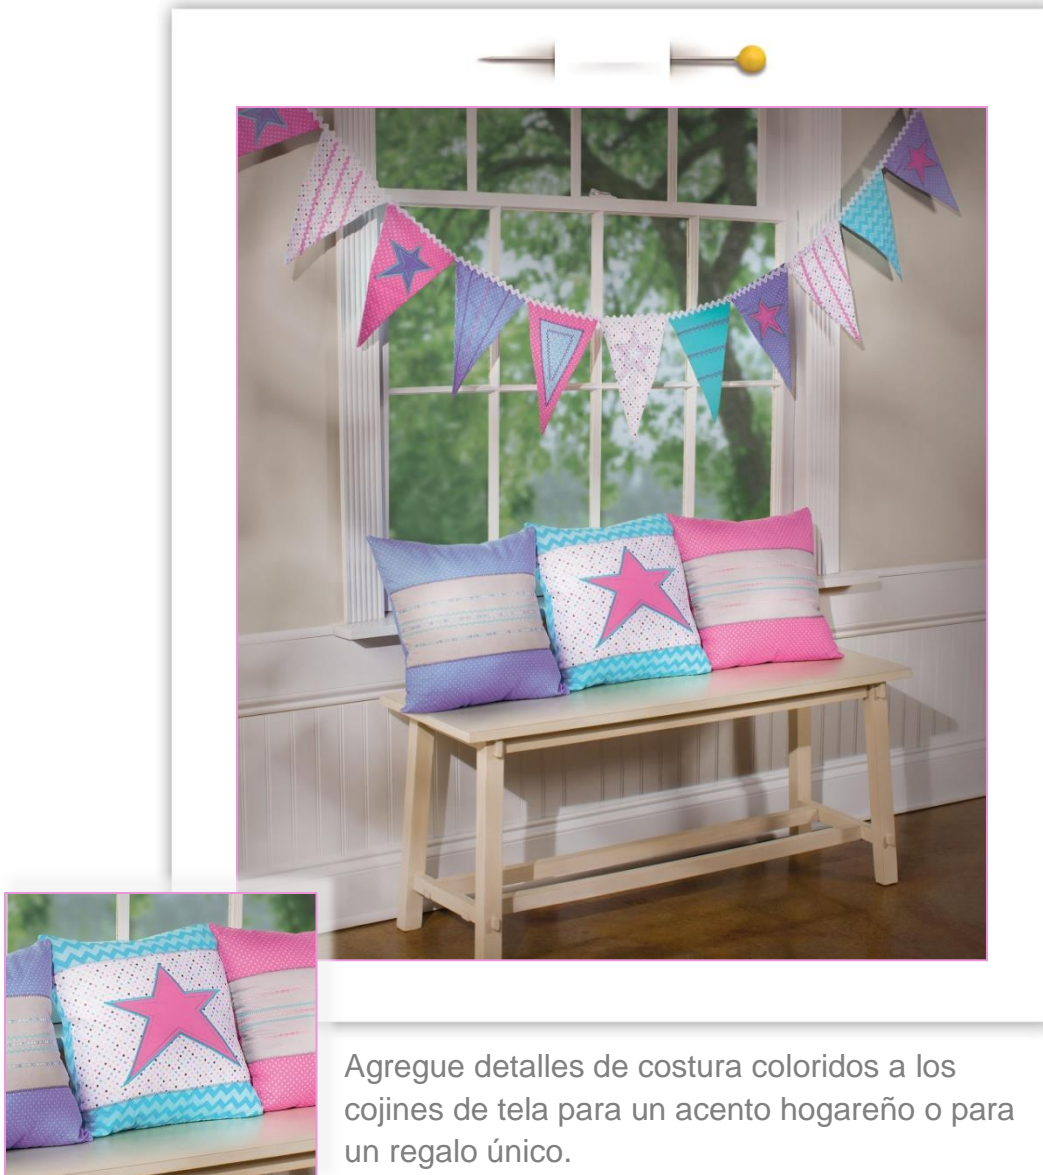 Agregue detalles de costura coloridos a los
cojines de tela para un acento hogareño o para
un regalo único.